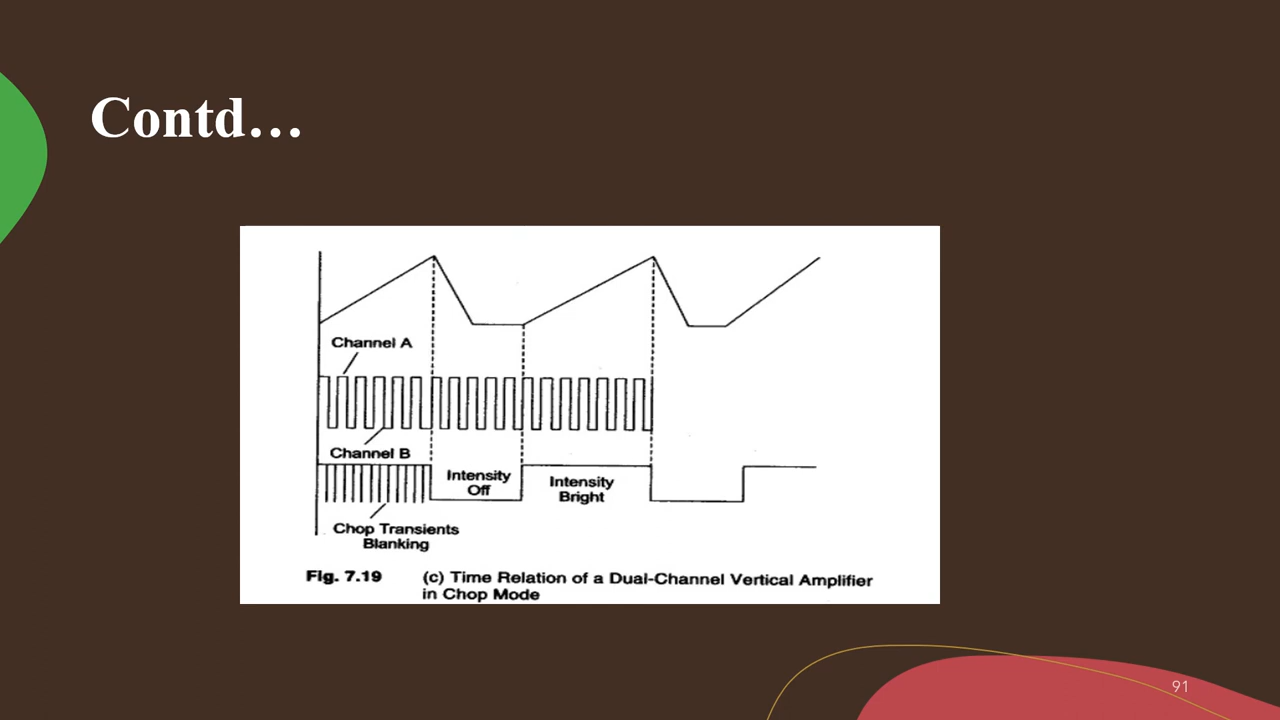 Contd…
Channel A
Channel B
Intensity
Off
Intensity
Bright
Chop Transients
Blanking
Fig. 7.19 (c) Time Relation of a Dual-Channel Vertical Amplifier
in Chop Mode
91